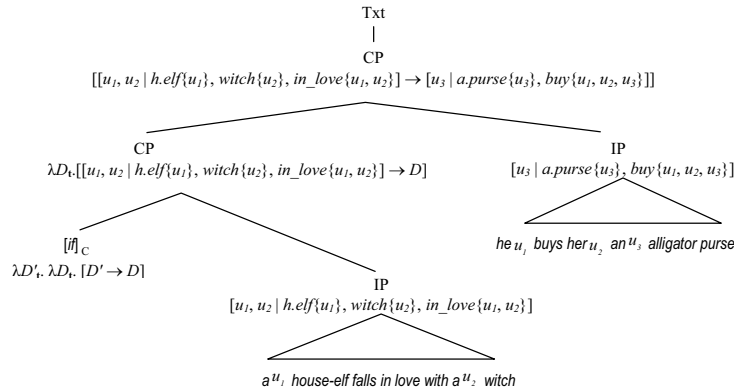 Txt
CP
[[u₁, u₂ | h.elf{u₁}, witch{u₂}, in_love{u₁, u₂}] → [u₃ | a.purse{u₃}, buy{u₁, u₂, u₃}]]
CP IP
λDₜ.[[u₁, u₂ | h.elf{u₁}, witch{u₂}, in_love{u₁, u₂}] → D] [u₃ | a.purse{u₃}, buy{u₁, u₂, u₃}]
he u₁ buys her u₂ an u₃ alligator purse
[if]C
λD'ₜ. λDₜ. [D' → D]
IP
[u₁, u₂ | h.elf{u₁}, witch{u₂}, in_love{u₁, u₂}]
a u₁ house-elf falls in love with a u₂ witch